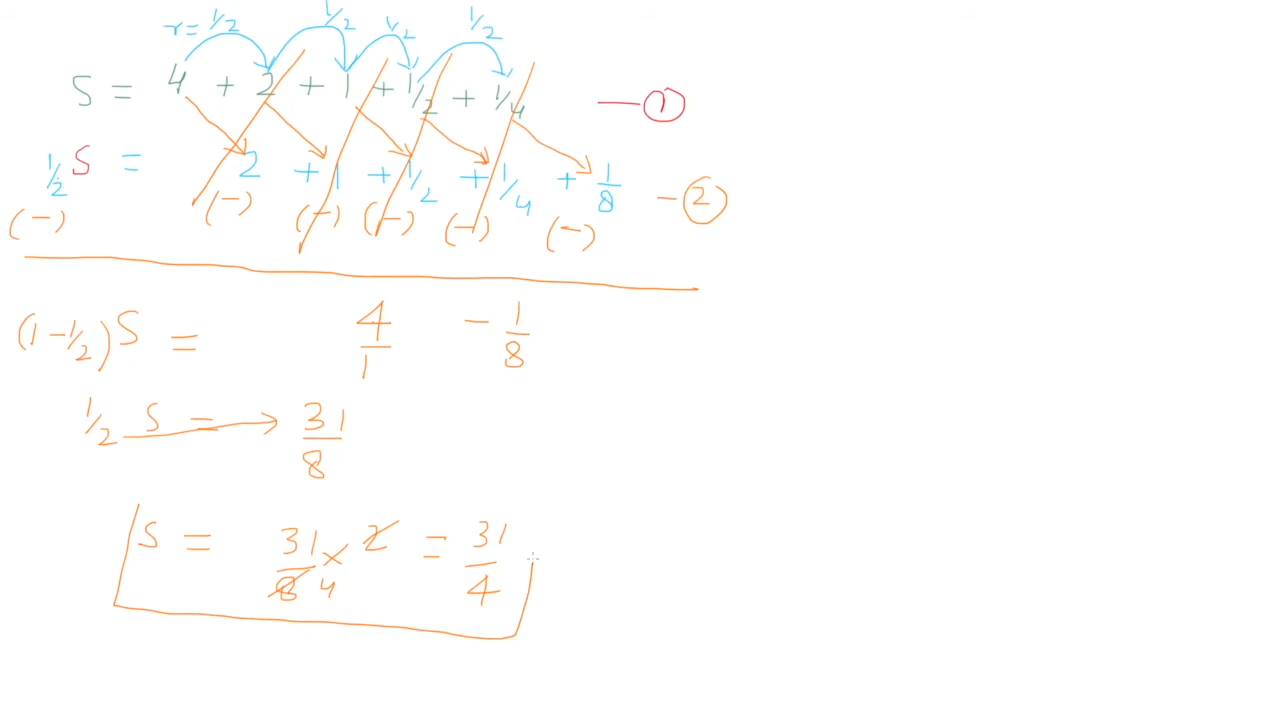 r = 1/2 1/2 1/2 1/2
S = 4 + 2 + 1 + 1/2 + 1/4 — 1
1/2 S = 2 + 1 + 1/2 + 1/4 + 1/8 - 2
(-) (-) (-) (-) (-) (-)
(1 - 1/2) S = 4/1 - 1/8
1/2 S = → 31/8
S = 31/8 4 × 2 = 31/4